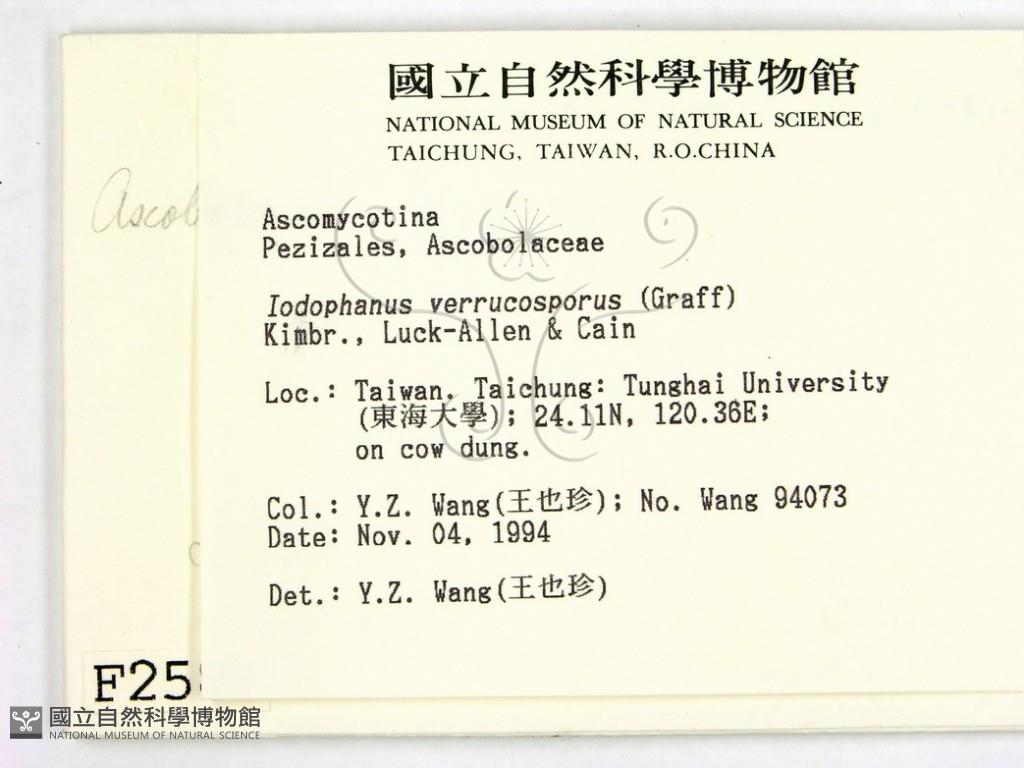 國立自然科學博物館
NATIONAL MUSEUM OF NATURAL SCIENCE
TAICHUNG, TAIWAN, R.O.CHINA
Ascomycotina
Pezizales, Ascobolaceae
Iodophanus verrucosporus (Graff)
Kimbr., Luck-Allen & Cain
Loc.: Taiwan. Taichung: Tunghai University
(東海大學); 24.11N, 120.36E;
on cow dung.
Col.: Y.Z. Wang(王也珍); No. Wang 94073
Date: Nov. 04, 1994
Det.: Y.Z. Wang(王也珍)
Ascob
F25
國立自然科學博物館
NATIONAL MUSEUM OF NATURAL SCIENCE